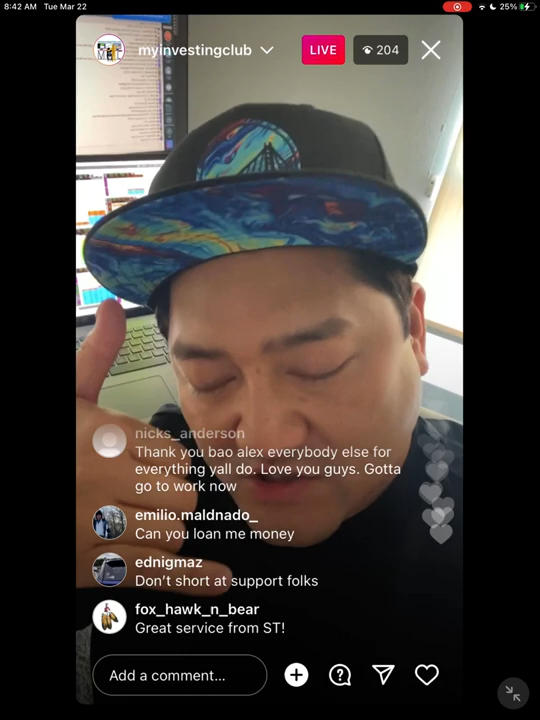 8:42 AM Tue Mar 22
25%
myinvestingclub
LIVE
204
nicks_anderson
Thank you bao alex everybody else for
everything yall do. Love you guys. Gotta
go to work now
emilio.maldnado_
Can you loan me money
ednigmaz
Don't short at support folks
fox_hawk_n_bear
Great service from ST!
Add a comment...